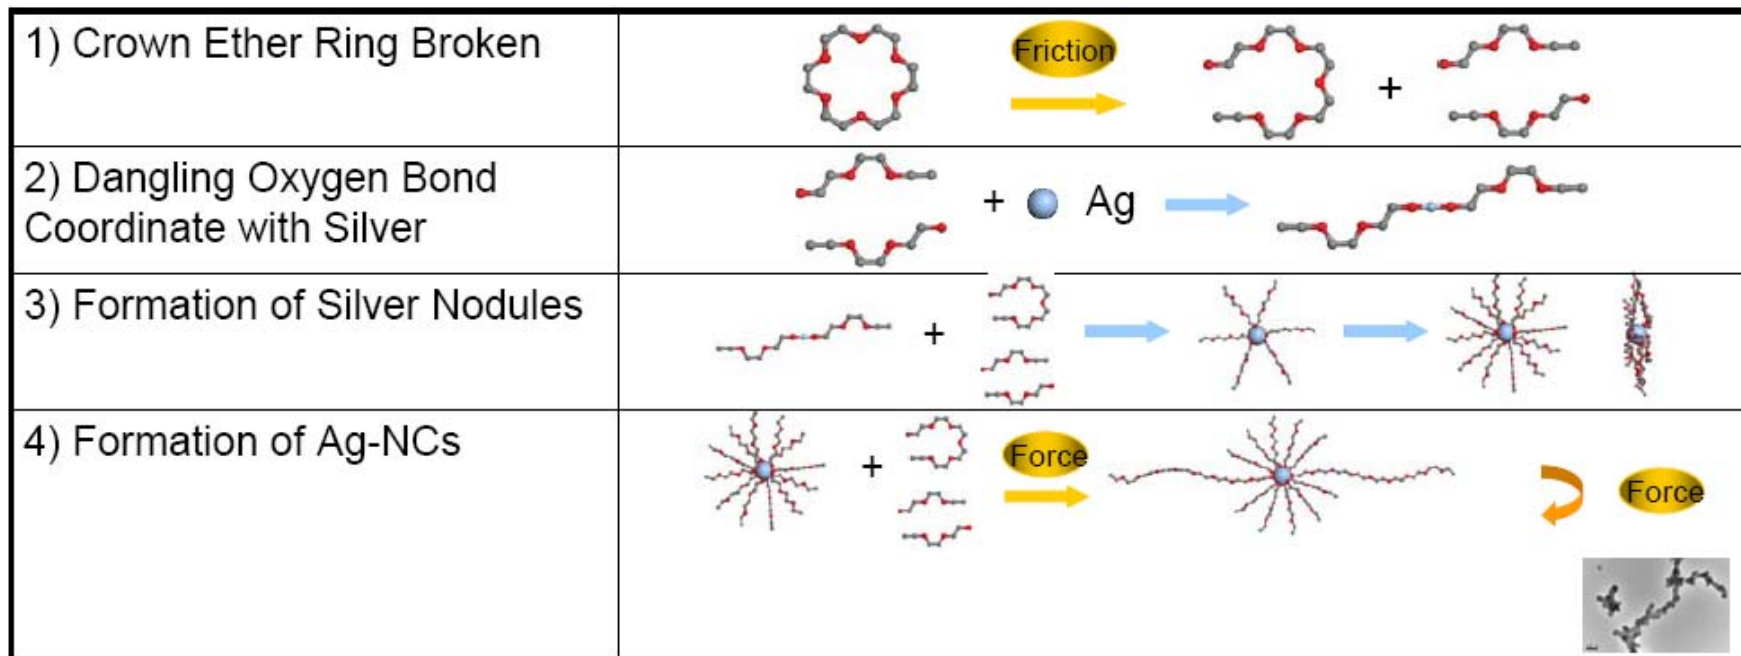 1) Crown Ether Ring Broken
Friction
+
2) Dangling Oxygen Bond
Coordinate with Silver
+ Ag
3) Formation of Silver Nodules
+
4) Formation of Ag-NCs
+
Force
Force